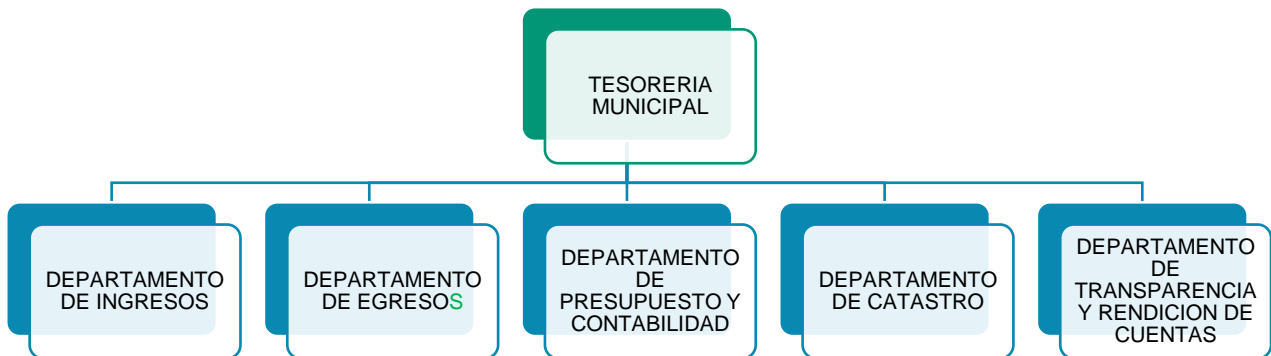 TESORERIA
MUNICIPAL
DEPARTAMENTO
DE INGRESOS
DEPARTAMENTO
DE EGRESOS
DEPARTAMENTO
DE
PRESUPUESTO Y
CONTABILIDAD
DEPARTAMENTO
DE CATASTRO
DEPARTAMENTO
DE
TRANSPARENCIA
Y RENDICION DE
CUENTAS